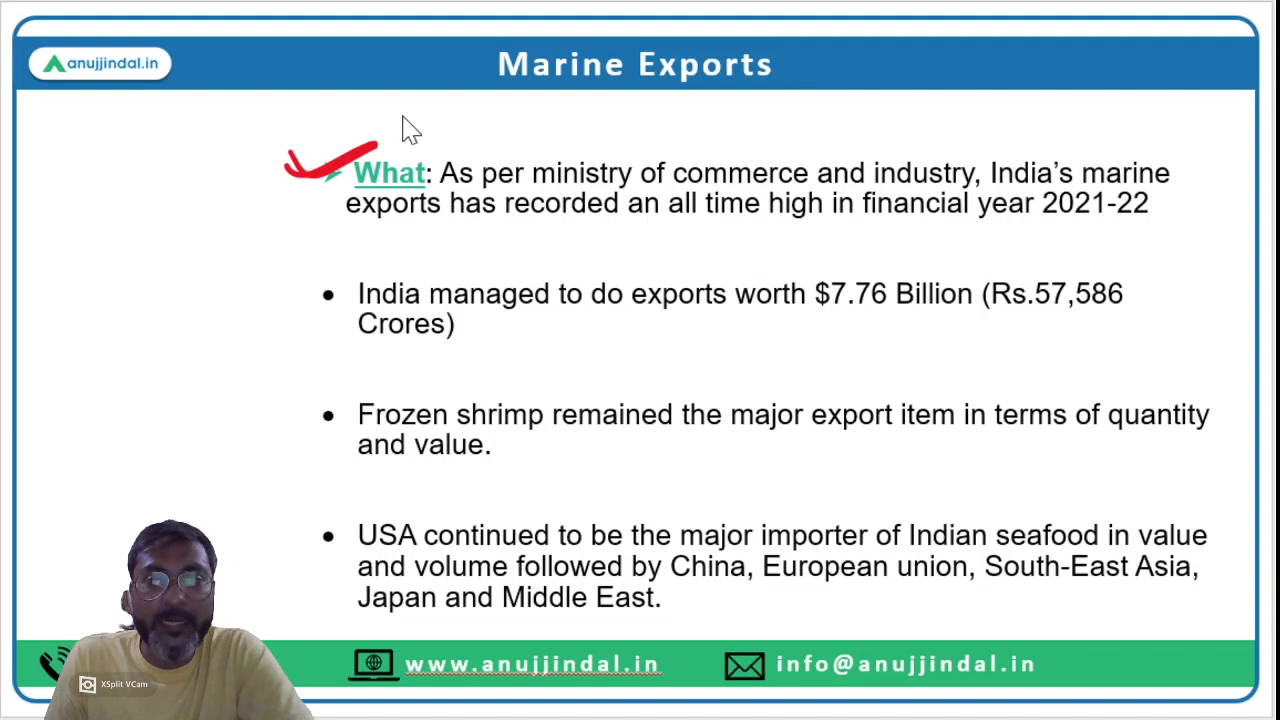 anujjindal.in
Marine Exports
What: As per ministry of commerce and industry, India’s marine
exports has recorded an all time high in financial year 2021-22
India managed to do exports worth $7.76 Billion (Rs.57,586
Crores)
Frozen shrimp remained the major export item in terms of quantity
and value.
USA continued to be the major importer of Indian seafood in value
and volume followed by China, European union, South-East Asia,
Japan and Middle East.
www.anujjindal.in
info@anujjindal.in
XSplit VCam